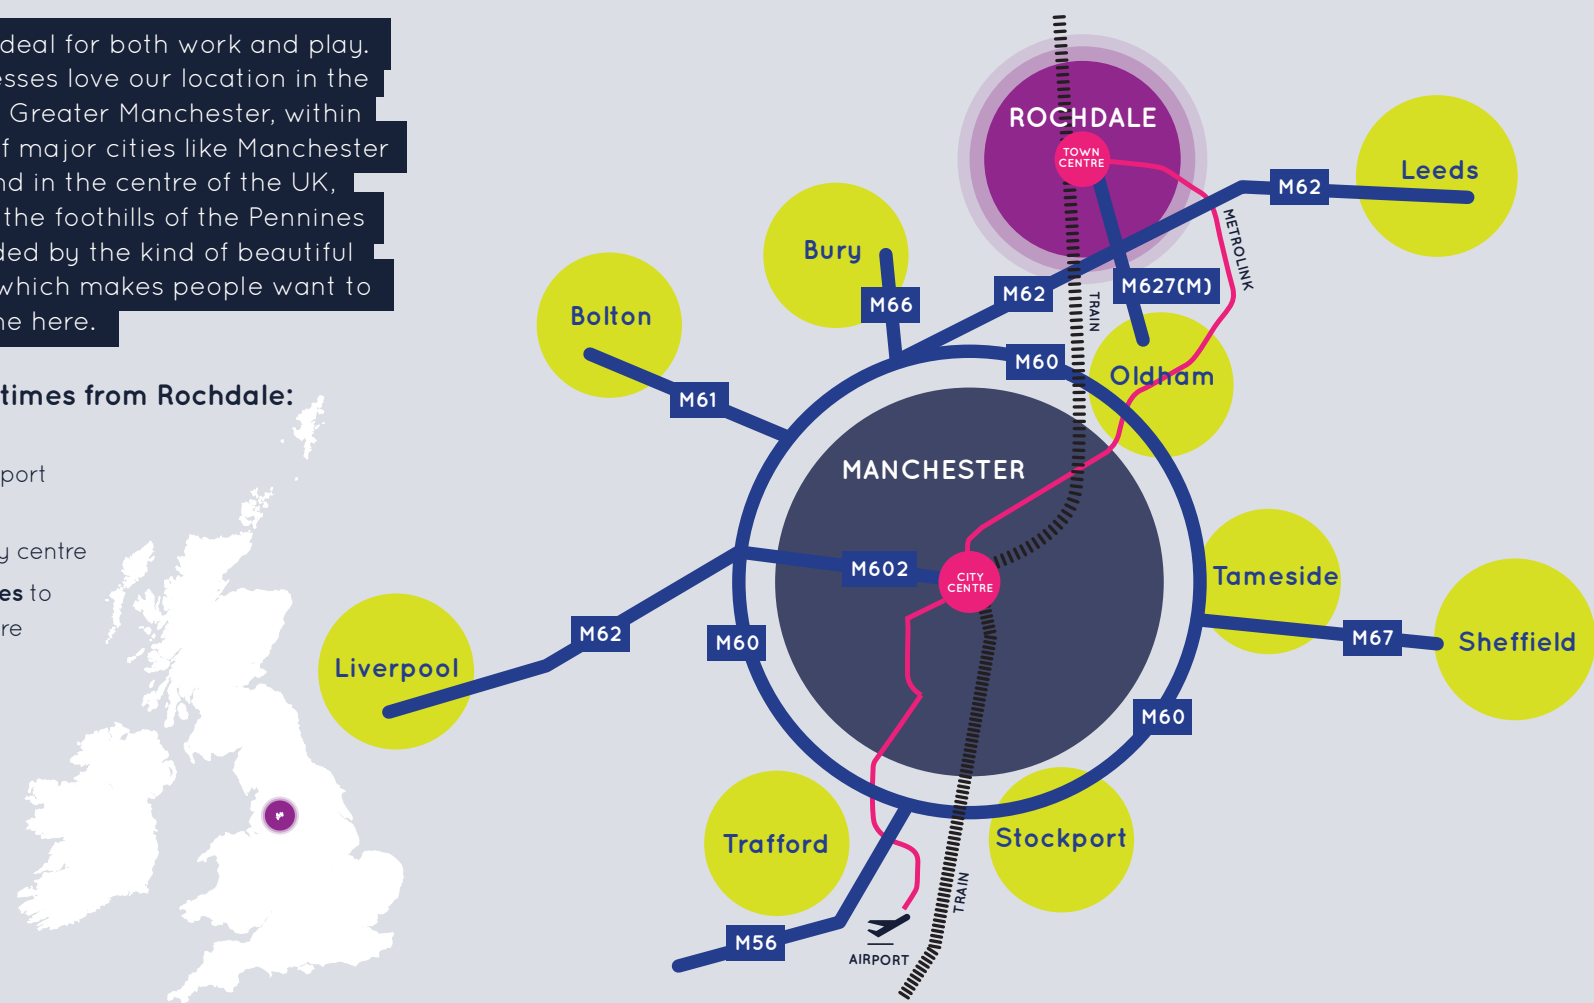 deal for both work and play.
esses love our location in the
Greater Manchester, within
f major cities like Manchester
nd in the centre of the UK,
the foothills of the Pennines
ded by the kind of beautiful
which makes people want to
ne here.
times from Rochdale:
port
y centre
es to
re
ROCHDALE
TOWN
CENTRE
Leeds
M62
METROLINK
Bury
M66
M62
M627(M)
TRAIN
Bolton
M61
M60
Oldham
MANCHESTER
M602
CITY
CENTRE
Tameside
M62
M60
Liverpool
M67
Sheffield
M60
Trafford
Stockport
TRAIN
M56
AIRPORT